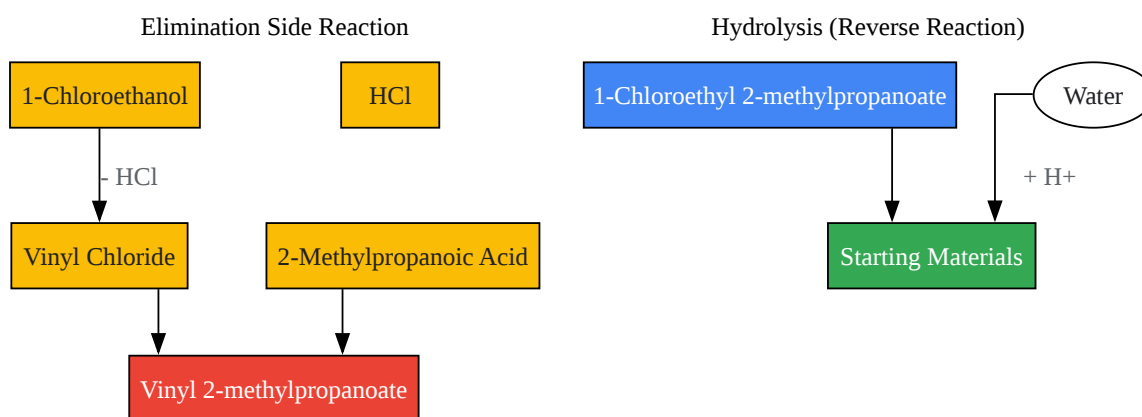 Elimination Side Reaction
1-Chloroethanol
HCl
- HCl
Vinyl Chloride
2-Methylpropanoic Acid
Vinyl 2-methylpropanoate
Hydrolysis (Reverse Reaction)
1-Chloroethyl 2-methylpropanoate
Water
+ H+
Starting Materials